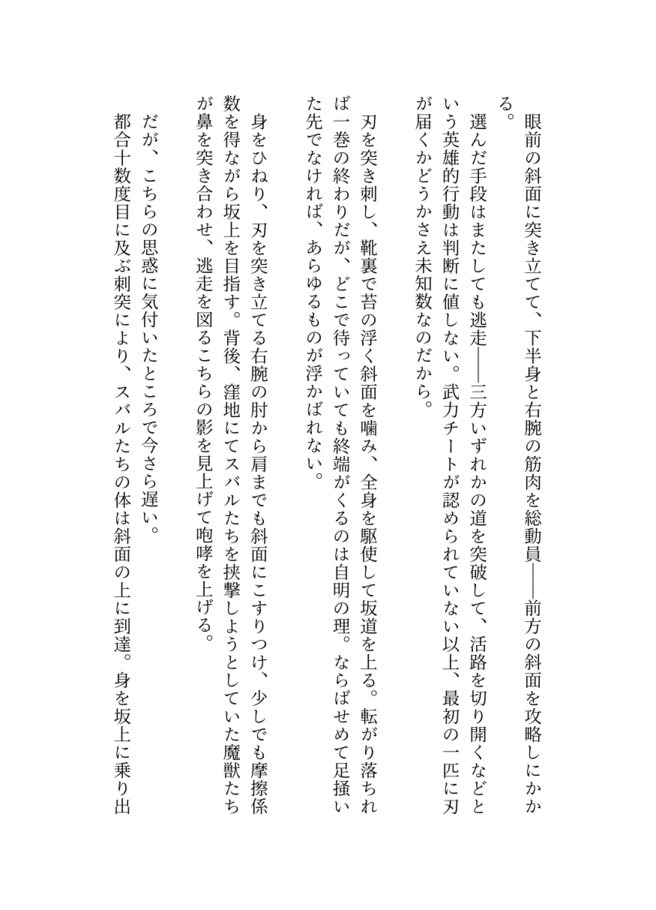 眼前の斜面に突き立てて、下半身と右腕の筋肉を総動員――前方の斜面を攻略しにかか
る。
選んだ手段はまたしても逃走――三方いずれかの道を突破して、活路を切り開くなどと
いう英雄的行動は判断に値しない。武力チートが認められていない以上、最初の一匹に刃
が届くかどうかさえ未知数なのだから。
刃を突き刺し、靴裏で苔の浮く斜面を噛み、全身を駆使して坂道を上る。転がり落ちれ
ば一巻の終わりだが、どこで待っていても終端がくるのは自明の理。ならばせめて足掻い
た先でなければ、あらゆるものが浮かばれない。
身をひねり、刃を突き立てる右腕の肘から肩までも斜面にこすりつけ、少しでも摩擦係
数を得ながら坂上を目指す。背後、窪地にてスバルたちを挟撃しようとしていた魔獣たち
が鼻を突き合わせ、逃走を図るこちらの影を見上げて咆哮を上げる。
だが、こちらの思惑に気付いたところで今さら遅い。
都合十数度目に及ぶ刺突により、スバルたちの体は斜面の上に到達。身を坂上に乗り出